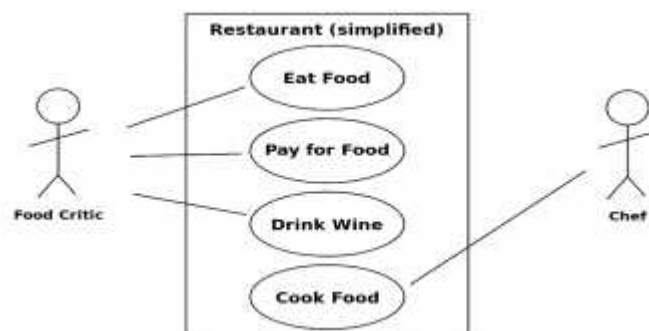 Restaurant (simplified)
Eat Food
Pay for Food
Drink Wine
Cook Food
Food Critic
Chef